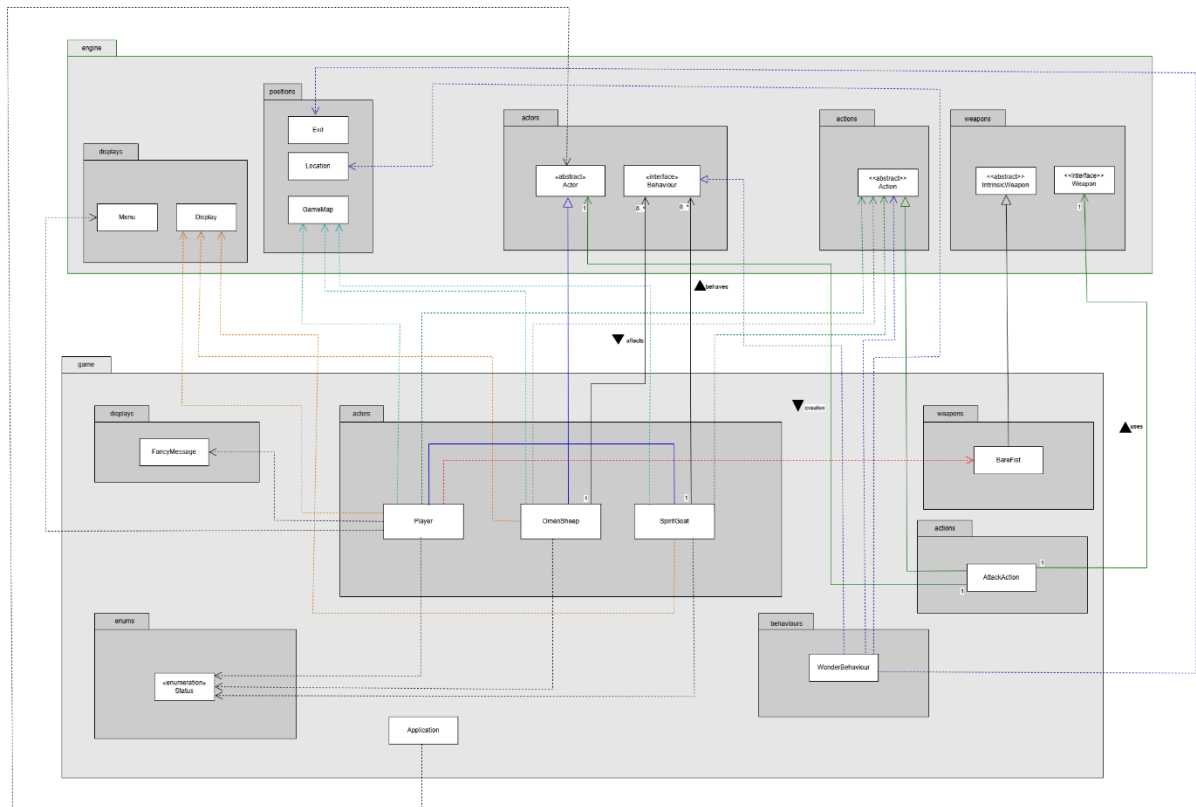 engine
positions
Exit
Location
GameMap
displays
Menu
Display
actors
«abstract»
Actor
«interface»
Behaviour
1
0..*
0..*
actions
<<abstract>>
Action
weapons
<<abstract>>
IntrinsicWeapon
<<interface>>
Weapon
1
behaves
affects
game
displays
FancyMessage
actors
creates
weapons
BareFist
uses
Player
1
OmenSheep
1
SpiritGoat
actions
AttackAction
1
1
enums
«enumeration»
Status
behaviours
WonderBehaviour
Application